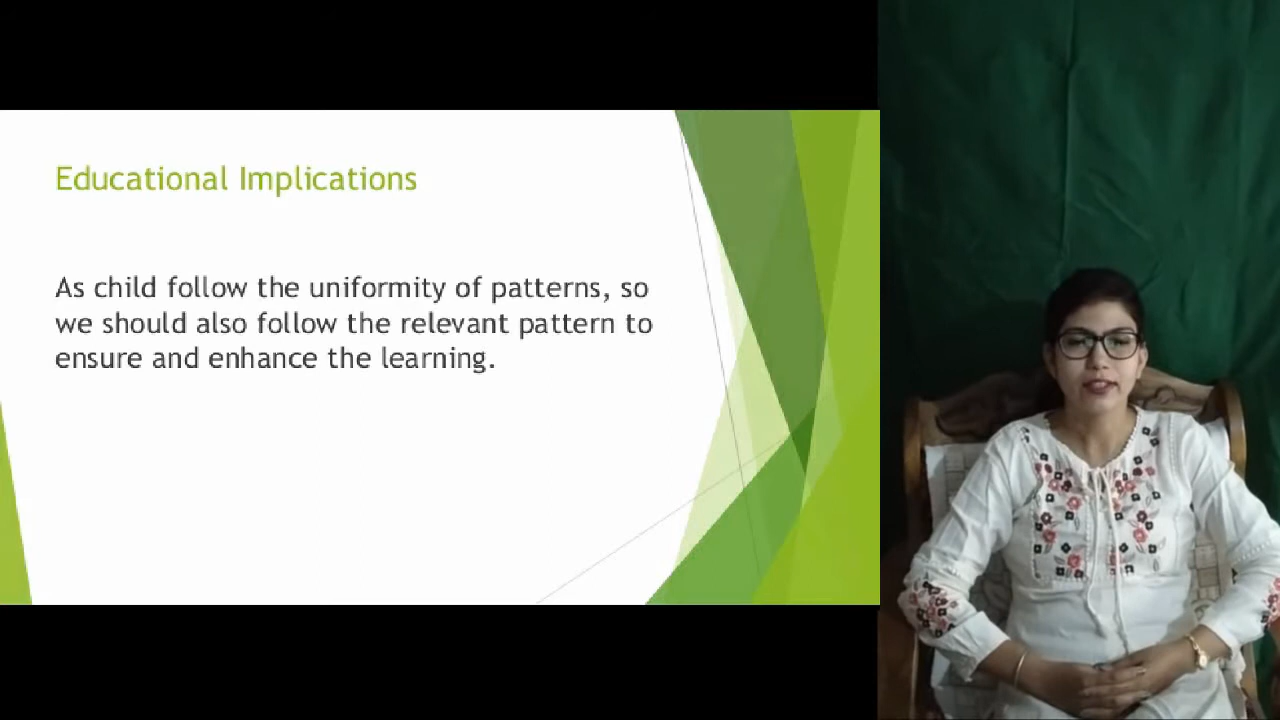 Educational Implications
As child follow the uniformity of patterns, so
we should also follow the relevant pattern to
ensure and enhance the learning.